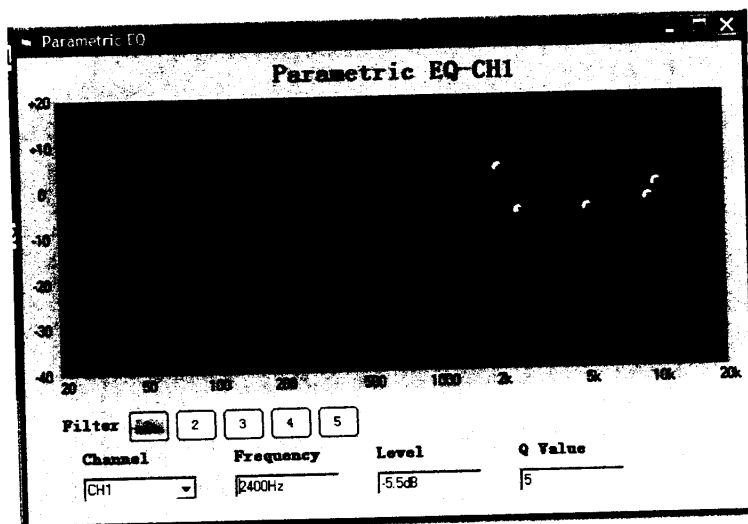 Parametric EQ
Parametric EQ-CH1
+20
+10
0
-10
-20
-30
-40
20 50 100 200 500 1000 2k 5k 10k 20k
Filter 2 3 4 5
Channel Frequency Level Q Value
CH1 2400Hz -5.5dB 5